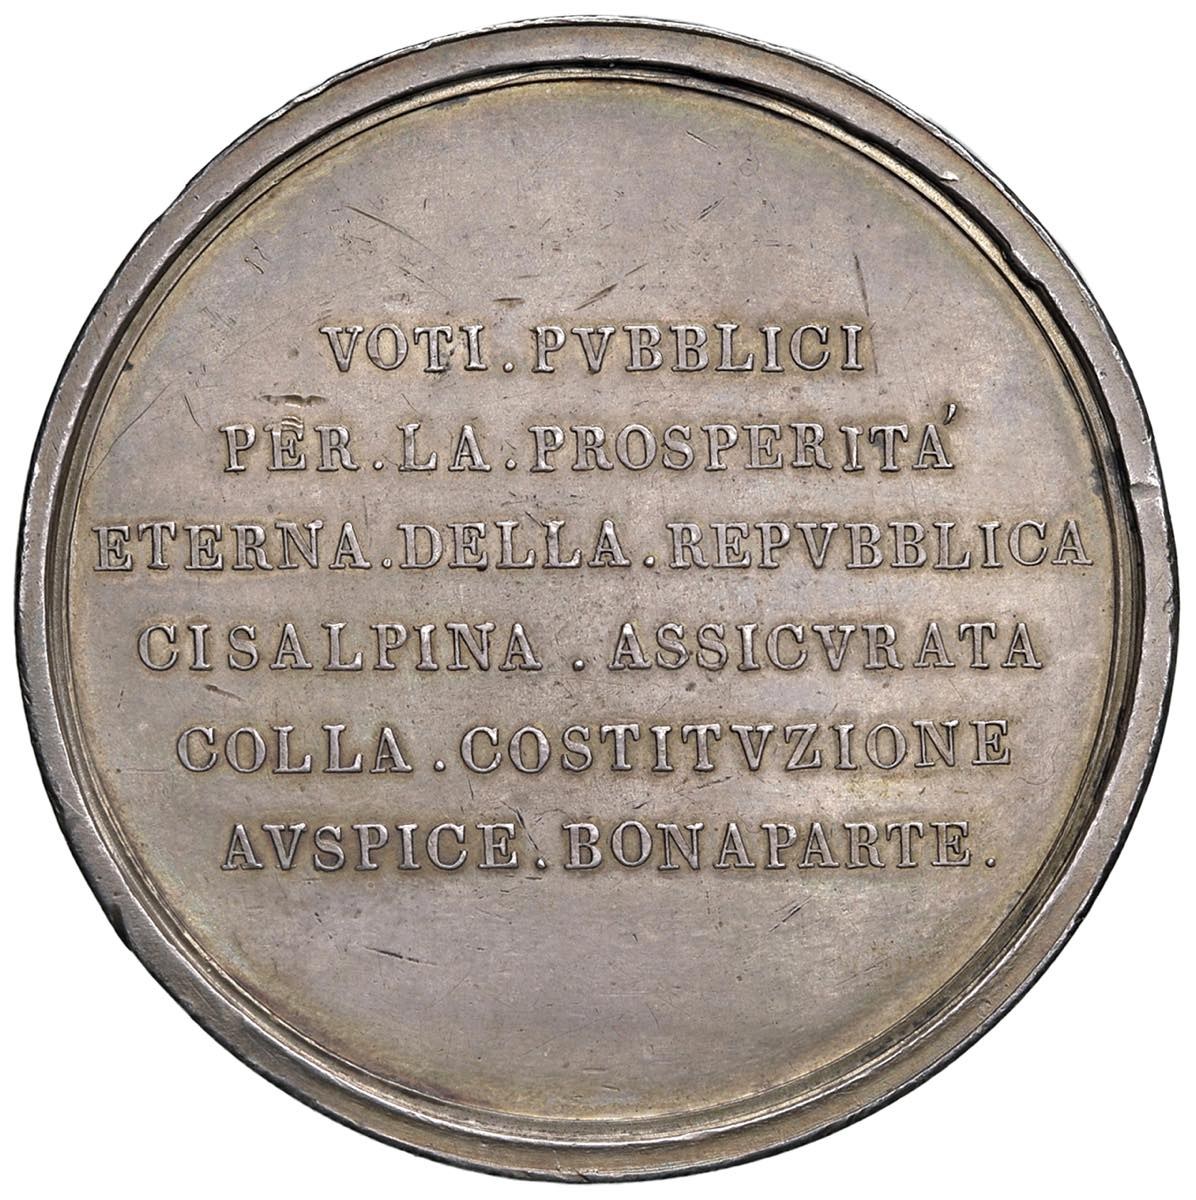 VOTI . PVBBLICI
PER . LA . PROSPERITÁ
ETERNA . DELLA . REPVBBLICA
CISALPINA . ASSICVRATA
COLLA . COSTITVZIONE
AVSPICE . BONAPARTE .